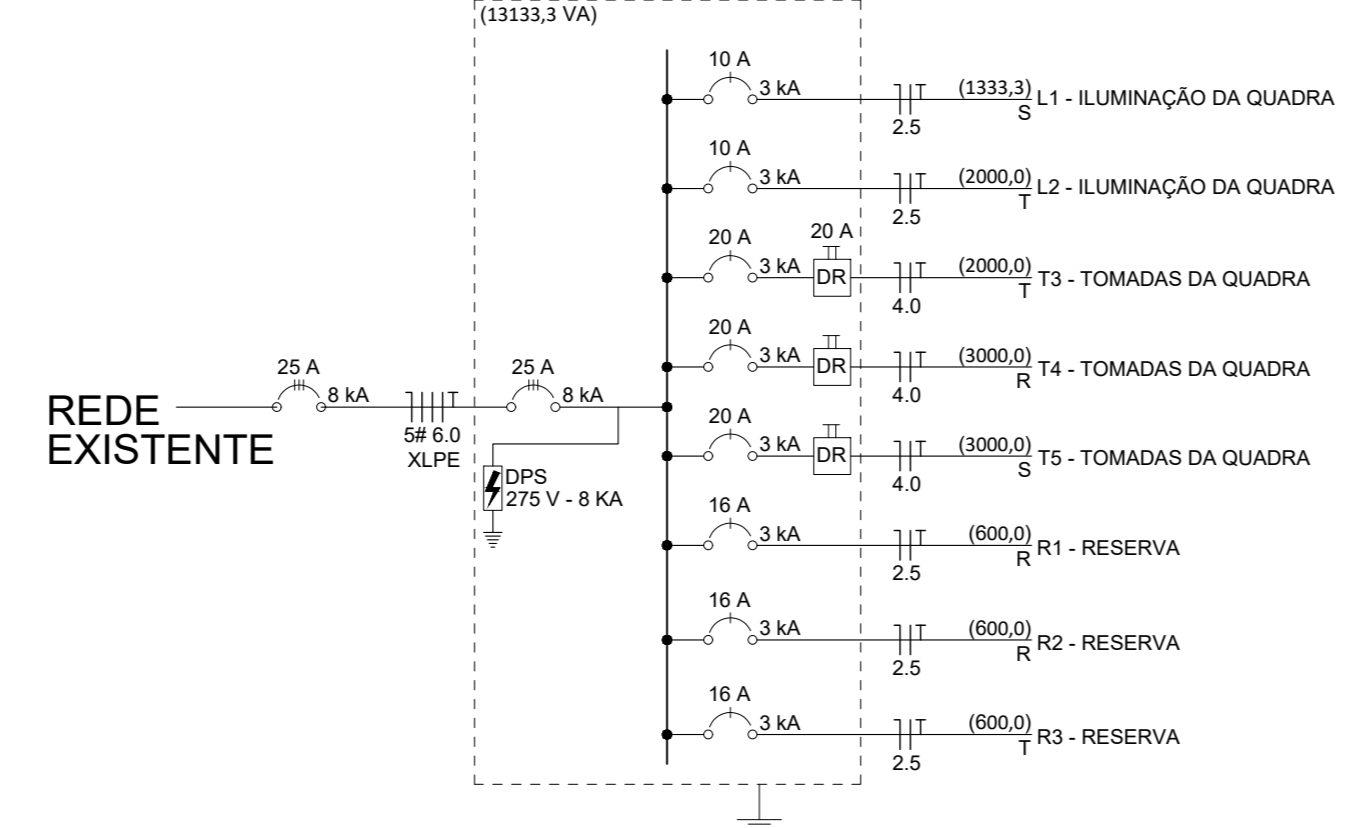 (13133,3 VA)
10 A
3 kA
2.5
(1333,3)
S
L1 - ILUMINAÇÃO DA QUADRA
10 A
3 kA
2.5
(2000,0)
T
L2 - ILUMINAÇÃO DA QUADRA
20 A
3 kA
20 A
DR
4.0
(2000,0)
T
T3 - TOMADAS DA QUADRA
20 A
3 kA
DR
4.0
(3000,0)
R
T4 - TOMADAS DA QUADRA
REDE
EXISTENTE
25 A
8 kA
5# 6.0
XLPE
25 A
8 kA
DPS
275 V - 8 KA
20 A
3 kA
DR
4.0
(3000,0)
S
T5 - TOMADAS DA QUADRA
16 A
3 kA
2.5
(600,0)
R
R1 - RESERVA
16 A
3 kA
2.5
(600,0)
R
R2 - RESERVA
16 A
3 kA
2.5
(600,0)
T
R3 - RESERVA